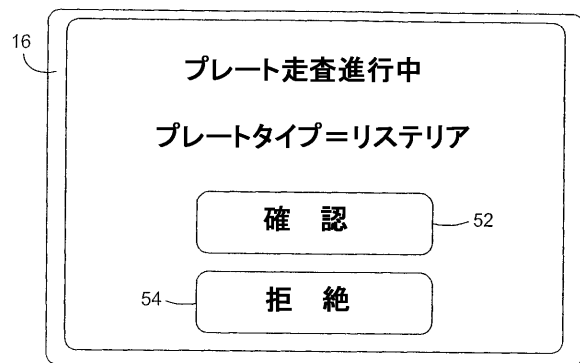 16
プレート走査進行中
プレートタイプ＝リステリア
確　認
52
54
拒　絶